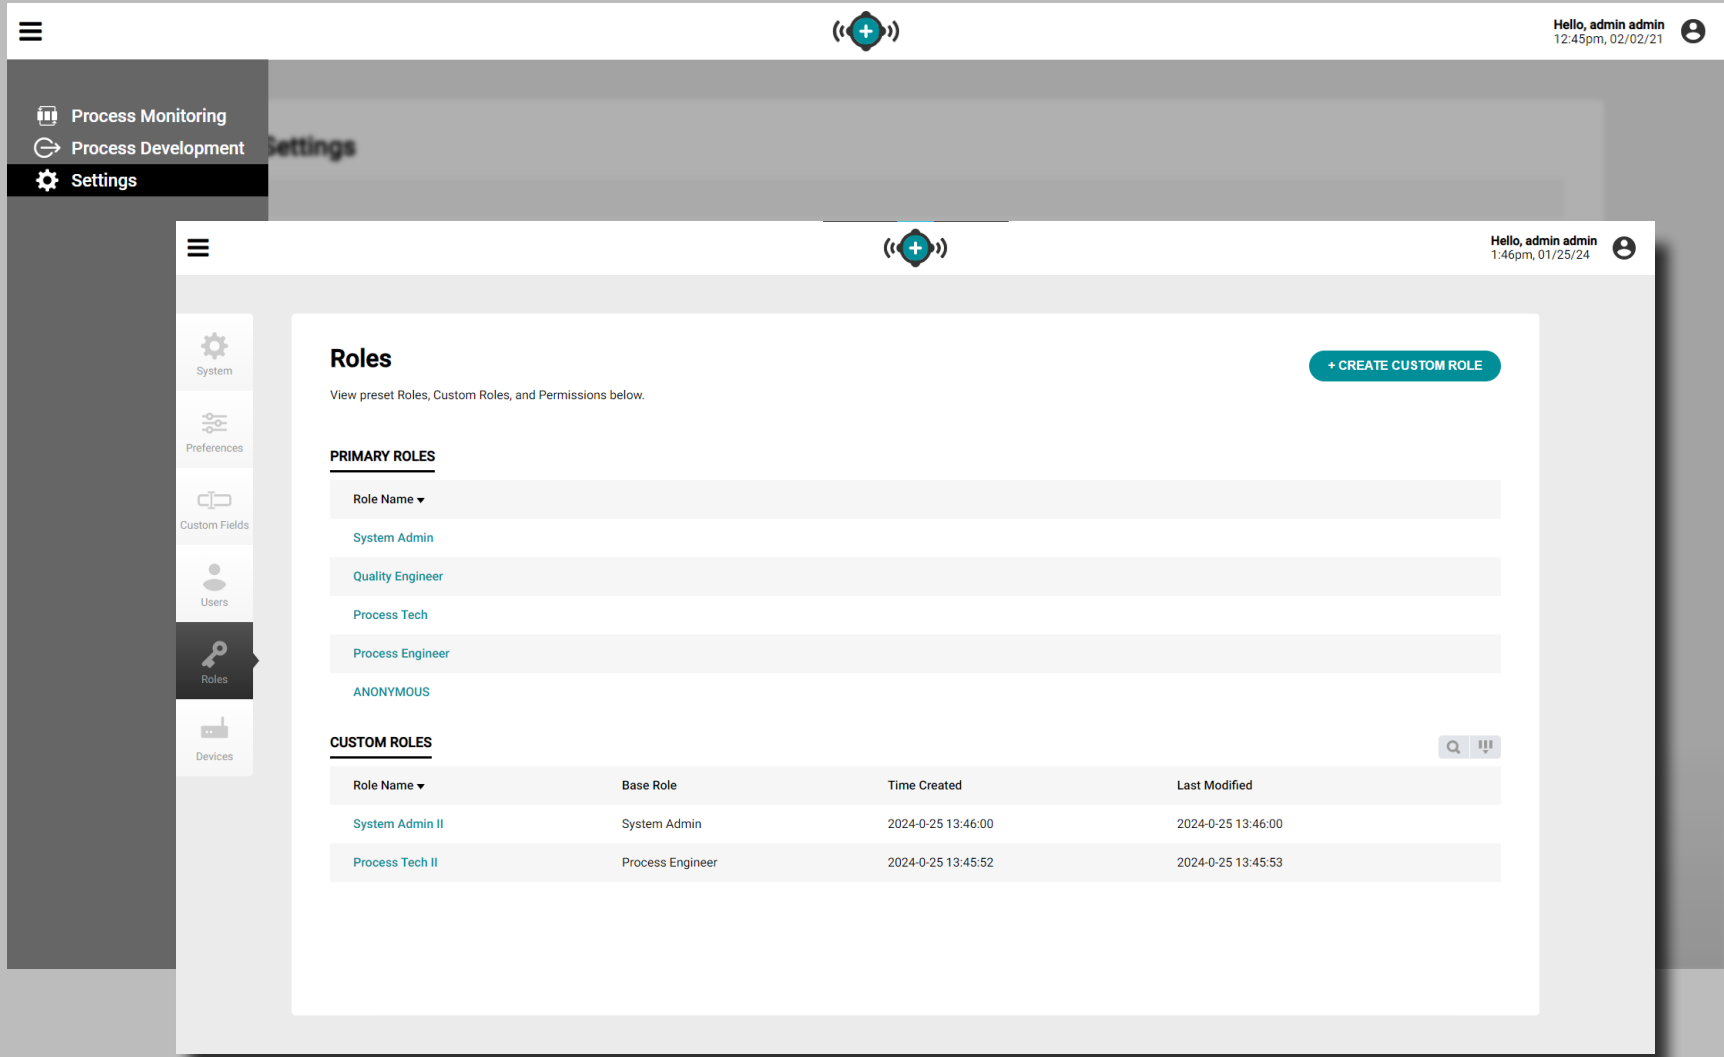 Hello, admin admin
12:45pm, 02/02/21
Process Monitoring
Process Development
Settings
Settings
Hello, admin admin
1:46pm, 01/25/24
System
Preferences
Custom Fields
Users
Roles
Devices
Roles
+ CREATE CUSTOM ROLE
View preset Roles, Custom Roles, and Permissions below.
PRIMARY ROLES
Role Name
System Admin
Quality Engineer
Process Tech
Process Engineer
ANONYMOUS
CUSTOM ROLES
Role Name Base Role Time Created Last Modified
System Admin II System Admin 2024-0-25 13:46:00 2024-0-25 13:46:00
Process Tech II Process Engineer 2024-0-25 13:45:52 2024-0-25 13:45:53